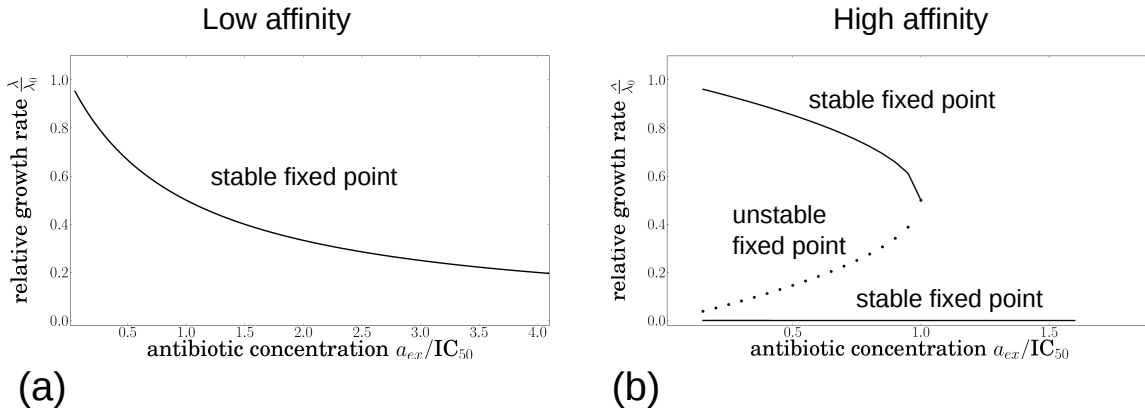 Low affinity
relative growth rate λ/λ₀
1.0
0.8
0.6
0.4
0.2
0.0
stable fixed point
0.5 1.0 1.5 2.0 2.5 3.0 3.5 4.0
antibiotic concentration a_ex/IC₅₀
(a)
High affinity
relative growth rate λ/λ₀
1.0
0.8
0.6
0.4
0.2
0.0
stable fixed point
unstable
fixed point
stable fixed point
0.5 1.0 1.5
antibiotic concentration a_ex/IC₅₀
(b)